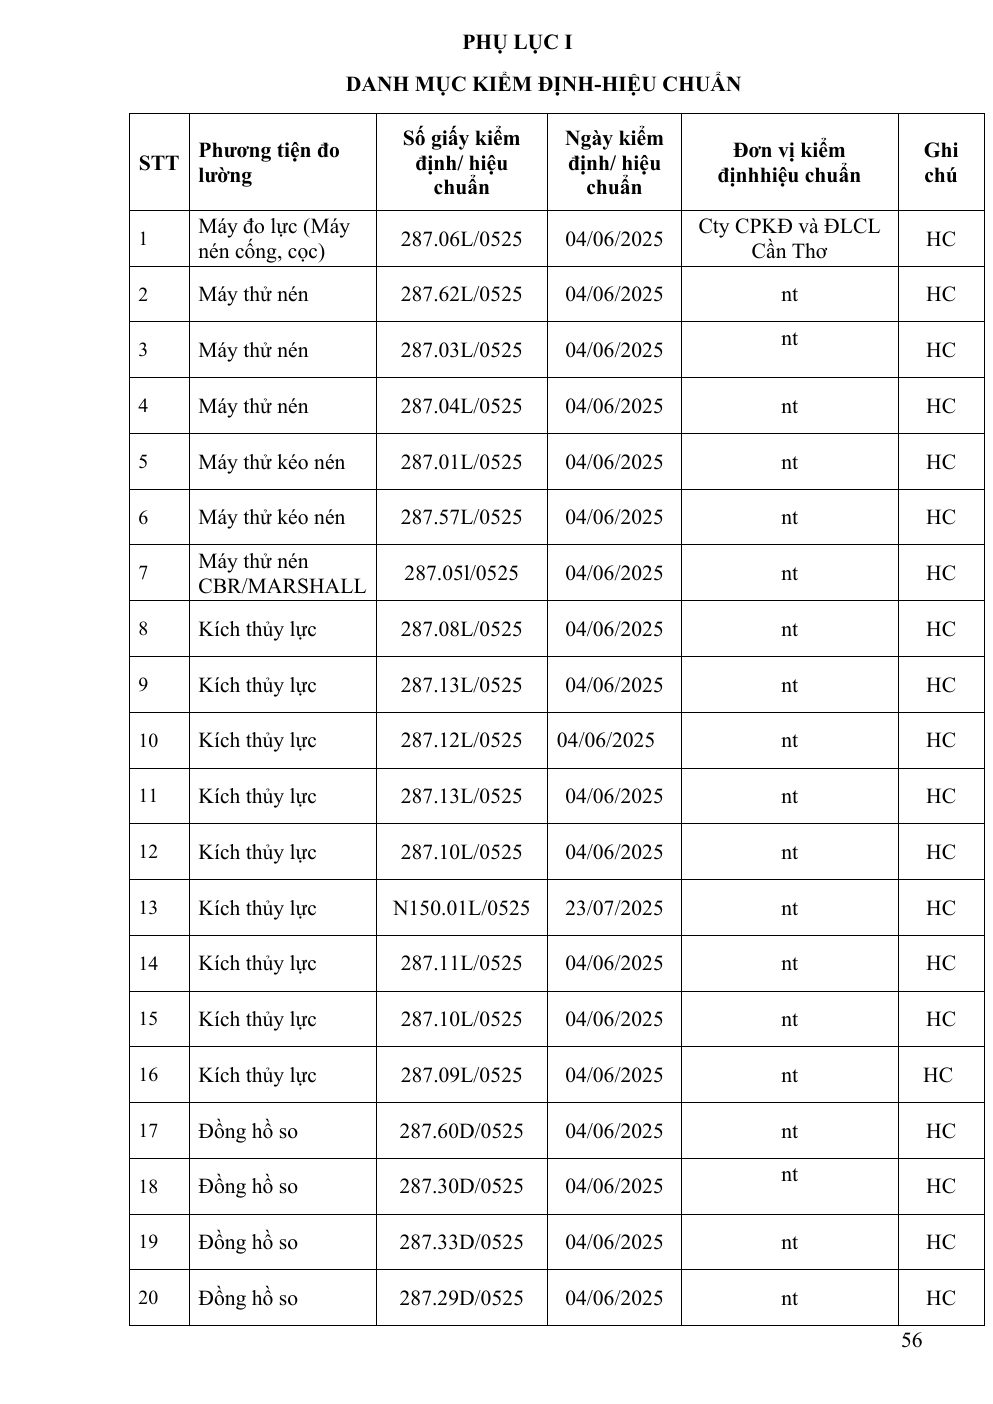 PHỤ LỤC I
DANH MỤC KIỂM ĐỊNH-HIỆU CHUẨN
STT Phương tiện đo lường Số giấy kiểm định/ hiệu chuẩn Ngày kiểm định/ hiệu chuẩn Đơn vị kiểm địnhhiệu chuẩn Ghi chú
1 Máy đo lực (Máy nén cống, cọc) 287.06L/0525 04/06/2025 Cty CPKĐ và ĐLCL Cần Thơ HC
2 Máy thử nén 287.62L/0525 04/06/2025 nt HC
3 Máy thử nén 287.03L/0525 04/06/2025 nt HC
4 Máy thử nén 287.04L/0525 04/06/2025 nt HC
5 Máy thử kéo nén 287.01L/0525 04/06/2025 nt HC
6 Máy thử kéo nén 287.57L/0525 04/06/2025 nt HC
7 Máy thử nén CBR/MARSHALL 287.05l/0525 04/06/2025 nt HC
8 Kích thủy lực 287.08L/0525 04/06/2025 nt HC
9 Kích thủy lực 287.13L/0525 04/06/2025 nt HC
10 Kích thủy lực 287.12L/0525 04/06/2025 nt HC
11 Kích thủy lực 287.13L/0525 04/06/2025 nt HC
12 Kích thủy lực 287.10L/0525 04/06/2025 nt HC
13 Kích thủy lực N150.01L/0525 23/07/2025 nt HC
14 Kích thủy lực 287.11L/0525 04/06/2025 nt HC
15 Kích thủy lực 287.10L/0525 04/06/2025 nt HC
16 Kích thủy lực 287.09L/0525 04/06/2025 nt HC
17 Đồng hồ so 287.60D/0525 04/06/2025 nt HC
18 Đồng hồ so 287.30D/0525 04/06/2025 nt HC
19 Đồng hồ so 287.33D/0525 04/06/2025 nt HC
20 Đồng hồ so 287.29D/0525 04/06/2025 nt HC
56